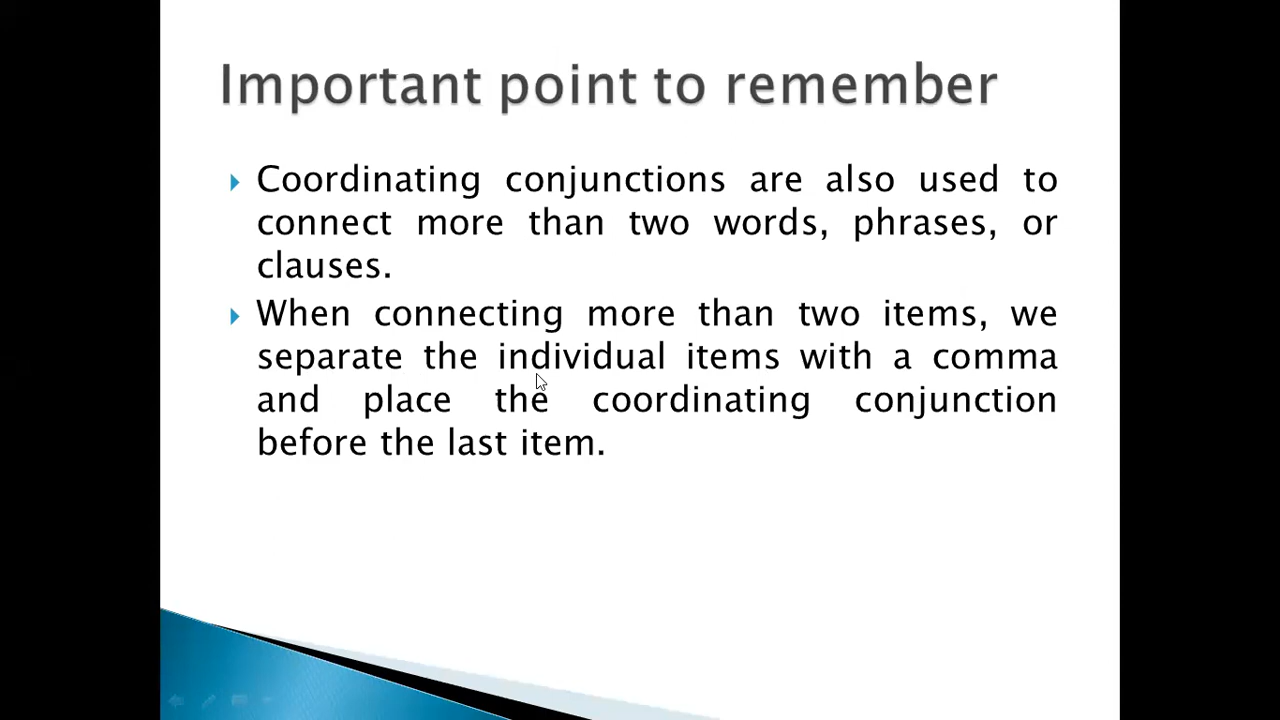 Important point to remember
Coordinating conjunctions are also used to
connect more than two words, phrases, or
clauses.
When connecting more than two items, we
separate the individual items with a comma
and place the coordinating conjunction
before the last item.